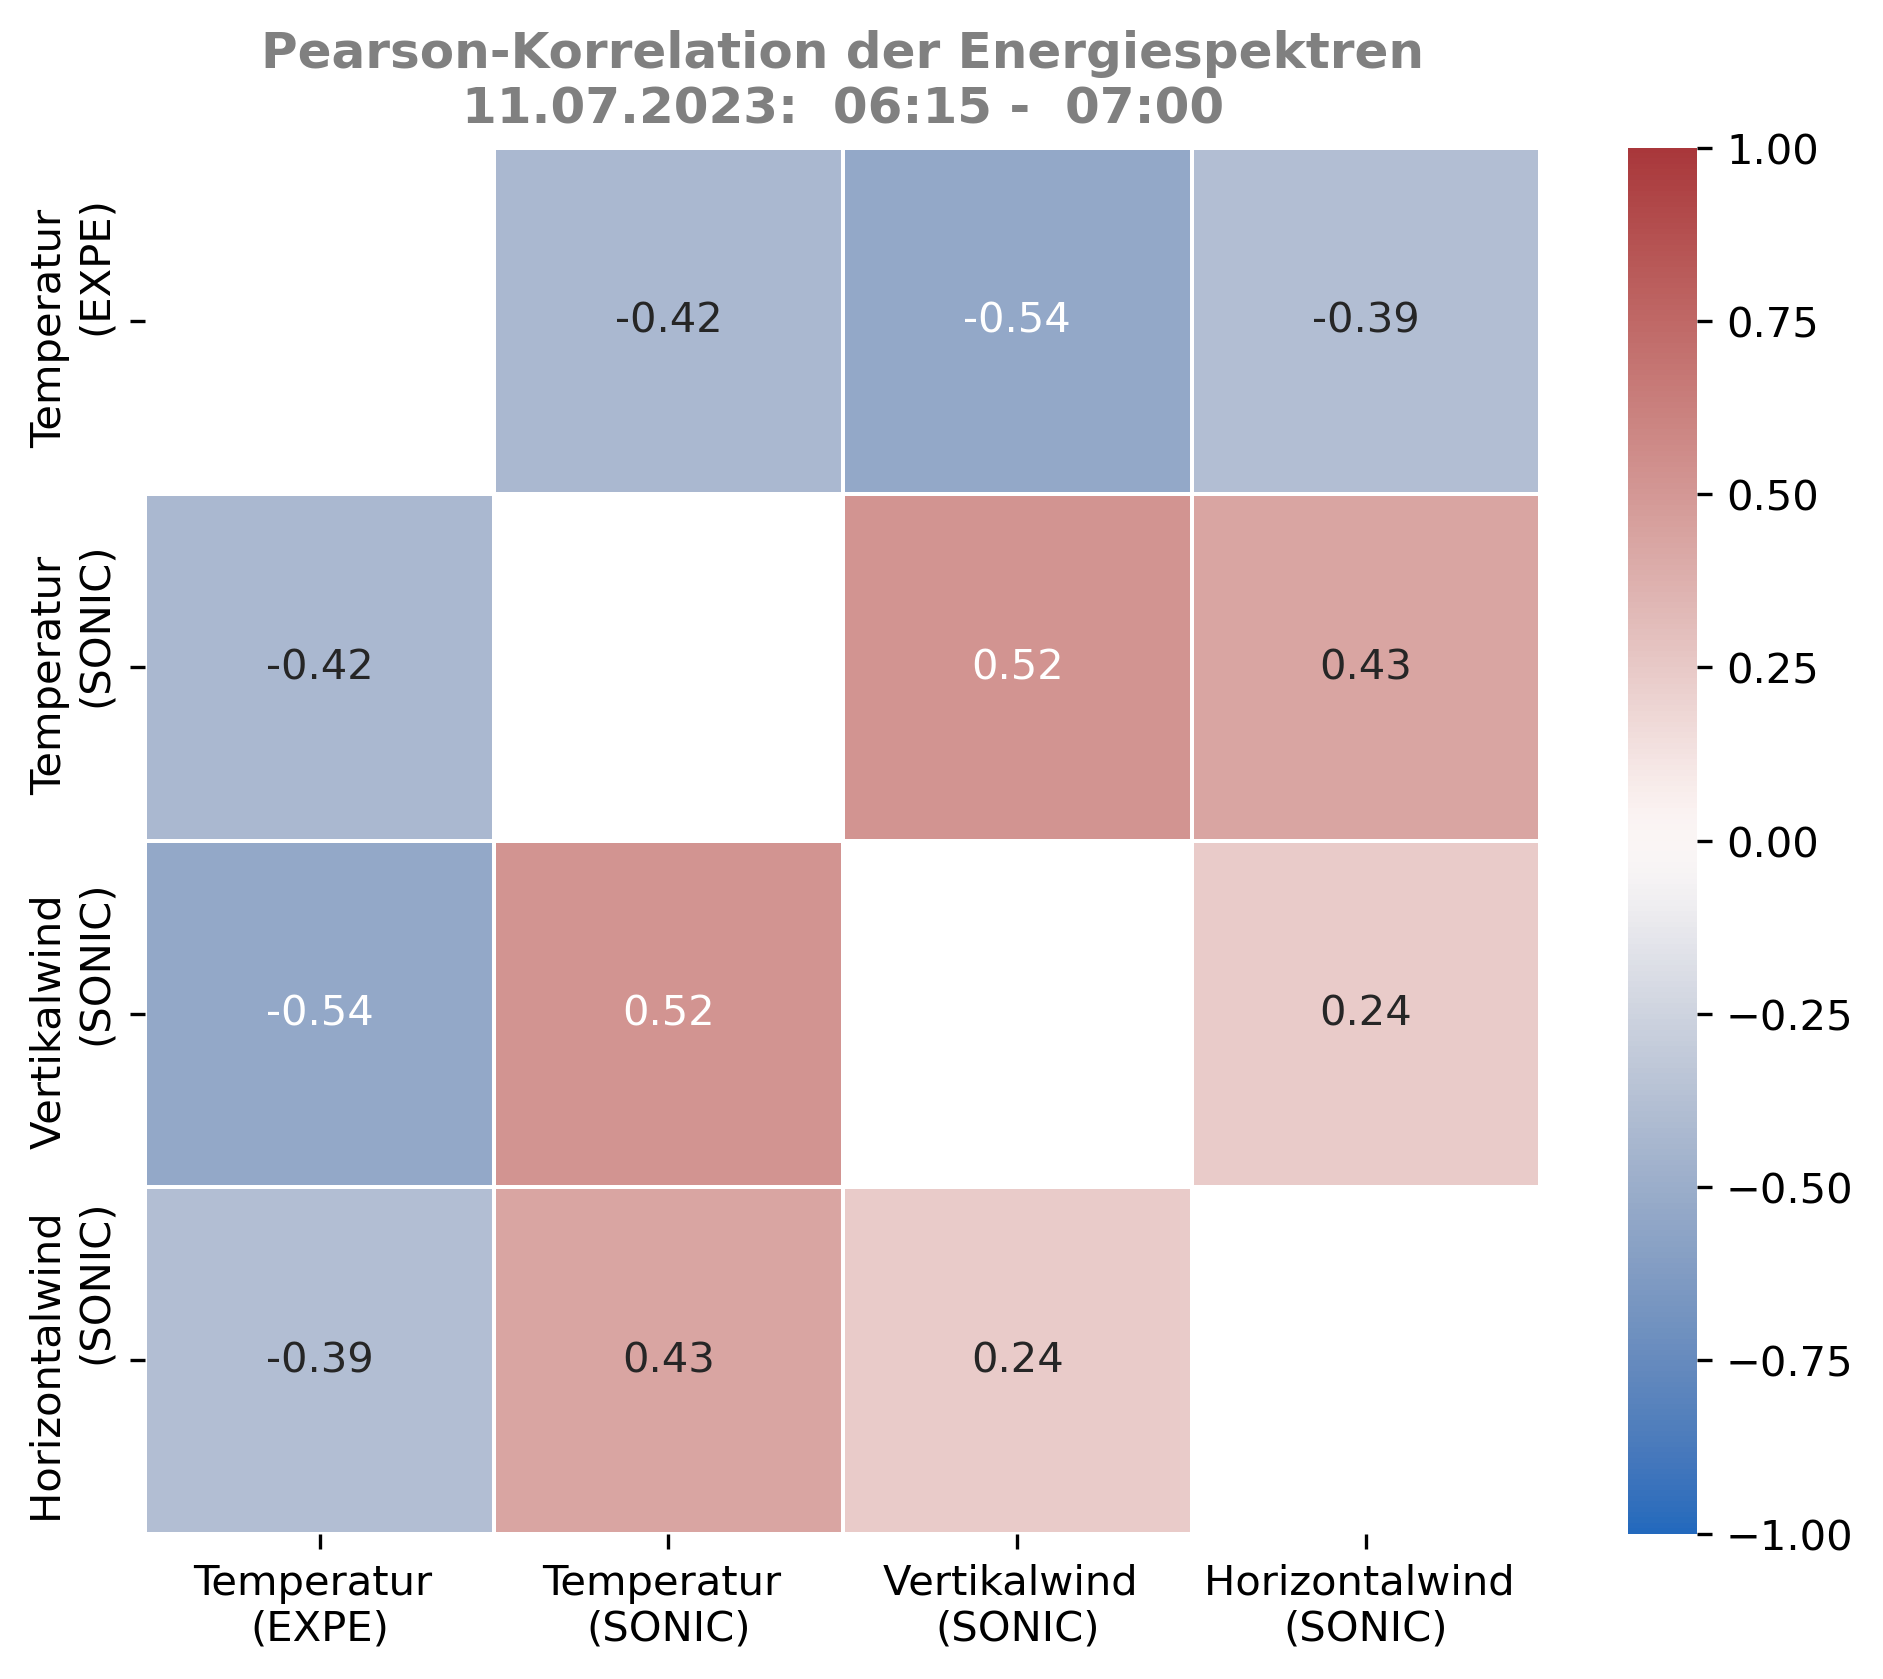 Pearson-Korrelation der Energiespektren
11.07.2023:  06:15 -  07:00
Temperatur
(EXPE)
-0.42
-0.54
-0.39
Temperatur
(SONIC)
-0.42
0.52
0.43
Vertikalwind
(SONIC)
-0.54
0.52
0.24
Horizontalwind
(SONIC)
-0.39
0.43
0.24
Temperatur
(EXPE)
Temperatur
(SONIC)
Vertikalwind
(SONIC)
Horizontalwind
(SONIC)
1.00
0.75
0.50
0.25
0.00
−0.25
−0.50
−0.75
−1.00